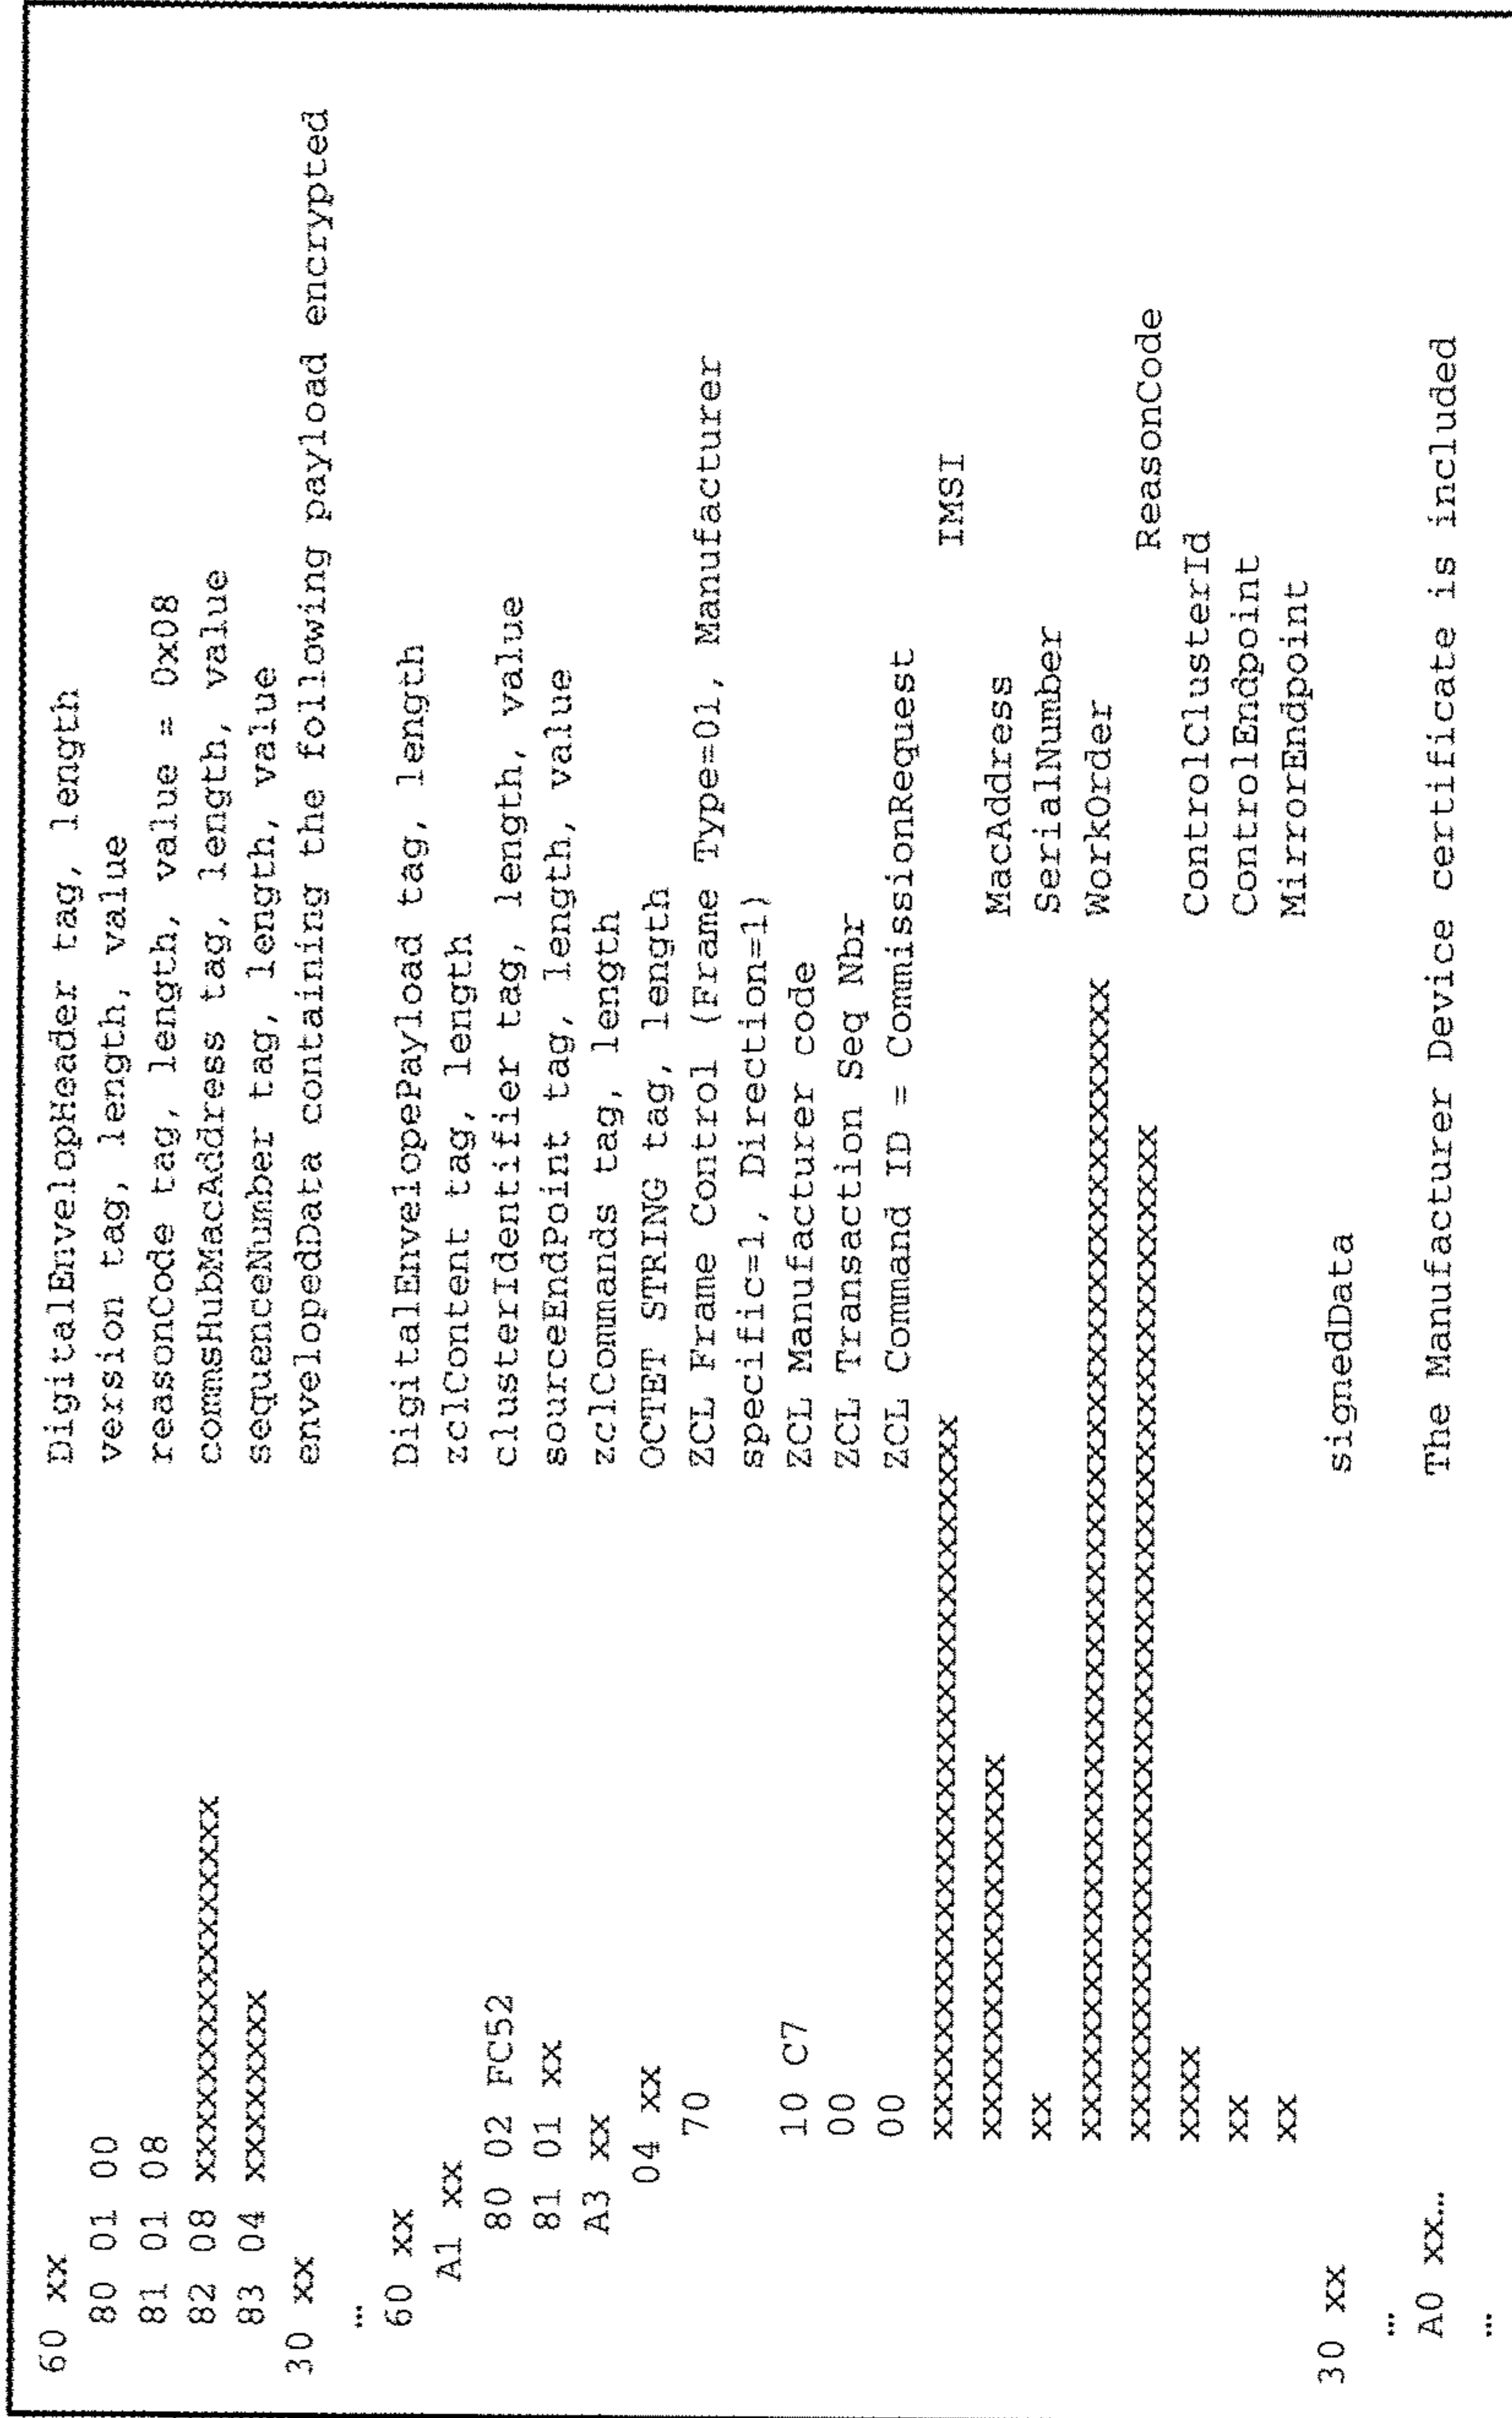 60 xx DigitalEnvelopHeader tag, length
80 01 00 version tag, length, value
81 01 08 reasonCode tag, length, value = 0x08
82 08 xxxxxxxxxxxxxxxx commsHubMacAddress tag, length, value
83 04 xxxxxxxx sequenceNumber tag, length, value
30 xx envelopedData containing the following payload encrypted
…
60 xx DigitalEnvelopePayload tag, length
A1 xx zclContent tag, length
80 02 FC52 clusterIdentifier tag, length, value
81 01 xx sourceEndPoint tag, length, value
A3 xx zclCommands tag, length
04 xx OCTET STRING tag, length
70 ZCL Frame Control (Frame Type=01, Manufacturer
specific=1, Direction=1)
10 C7 ZCL Manufacturer code
00 ZCL Transaction Seq Nbr
00 ZCL Command ID = CommissionRequest
xxxxxxxxxxxxxxxxxxxxxxxxxxxxxx IMSI
xxxxxxxxxxxxxxxx MacAddress
xx SerialNumber
xxxxxxxxxxxxxxxxxxxxxxxxxxxxxxxxxxxxxxxxxxxxxxxx WorkOrder
xxxxxxxxxxxxxxxxxxxxxxxxxxxxxxxxxxxxxxxxxx ReasonCode
xxxx ControlClusterId
xx ControlEndpoint
xx MirrorEndpoint
30 xx signedData
…
A0 xx… The Manufacturer Device certificate is included
…